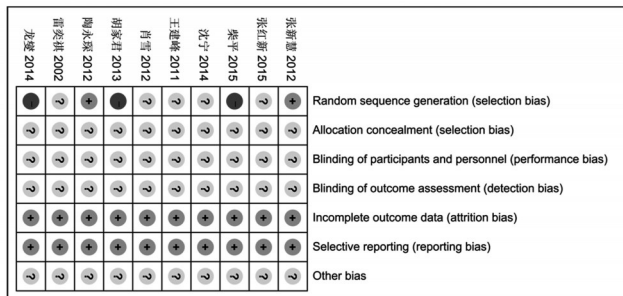 龙燮 2014
雷奕祺 2002
陶永琛 2012
胡家君 2013
肖雪 2012
王建峰 2011
沈宁 2014
柴平 2015
张红新 2015
张新慧 2012
- ? + - ? ? ? - ? + Random sequence generation (selection bias)
? ? ? ? ? ? ? ? ? ? Allocation concealment (selection bias)
? ? ? ? ? ? ? ? ? ? Blinding of participants and personnel (performance bias)
? ? ? ? ? ? ? ? ? ? Blinding of outcome assessment (detection bias)
+ + + + + + + + + + Incomplete outcome data (attrition bias)
+ + + + + + + + + + Selective reporting (reporting bias)
? ? ? ? ? ? ? ? ? ? Other bias